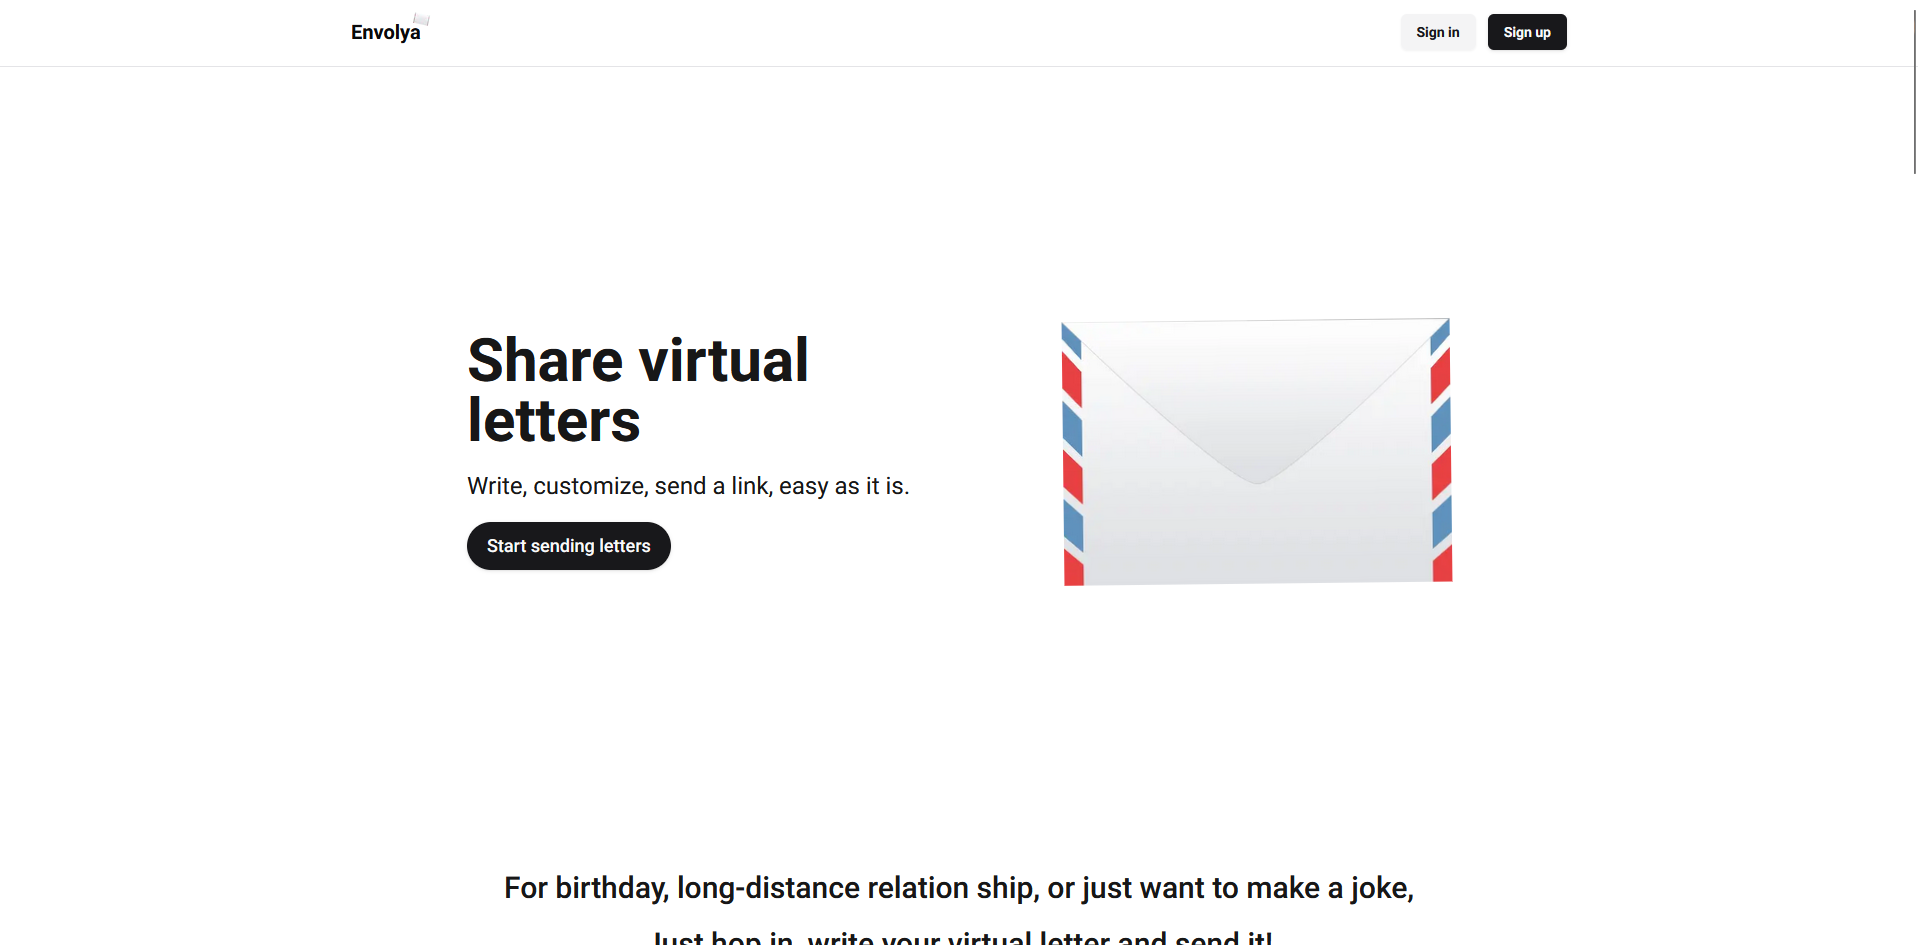 Envolya
Sign in
Sign up
Share virtual
letters
Write, customize, send a link, easy as it is.
Start sending letters
For birthday, long-distance relation ship, or just want to make a joke,
Just hop in, write your virtual letter and send it!